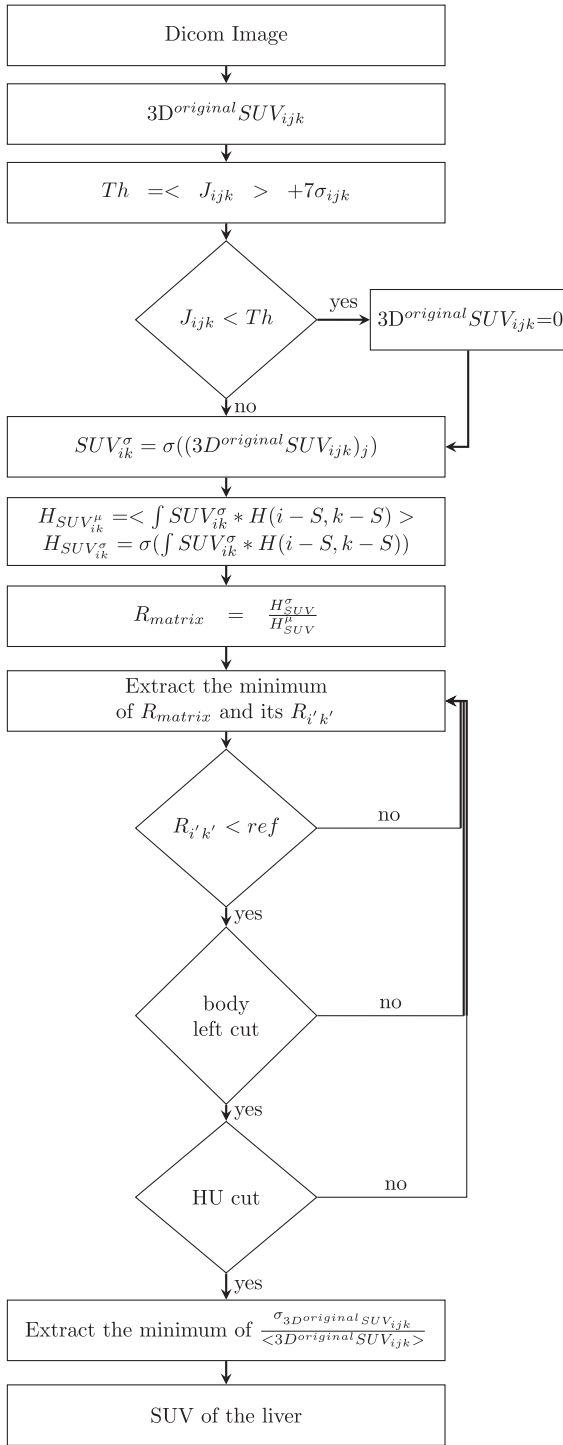 Dicom Image
3D^{original}SUV_{ijk}
Th =< J_{ijk} > +7σ_{ijk}
J_{ijk} < Th
yes
3D^{original}SUV_{ijk}=0
no
SUV^{σ}_{ik} = σ((3D^{original}SUV_{ijk})_{j})
H_{SUV^{μ}_{ik}} =< ∫ SUV^{σ}_{ik} * H(i − S, k − S) >
H_{SUV^{σ}_{ik}} = σ(∫ SUV^{σ}_{ik} * H(i − S, k − S))
R_{matrix} = \frac{H^{σ}_{SUV}}{H^{μ}_{SUV}}
Extract the minimum
of R_{matrix} and its R_{i'k'}
R_{i'k'} < ref
no
yes
body
left cut
no
yes
HU cut
no
yes
Extract the minimum of \frac{σ_{3D^{original}SUV_{ijk}}}{<3D^{original}SUV_{ijk}>}
SUV of the liver